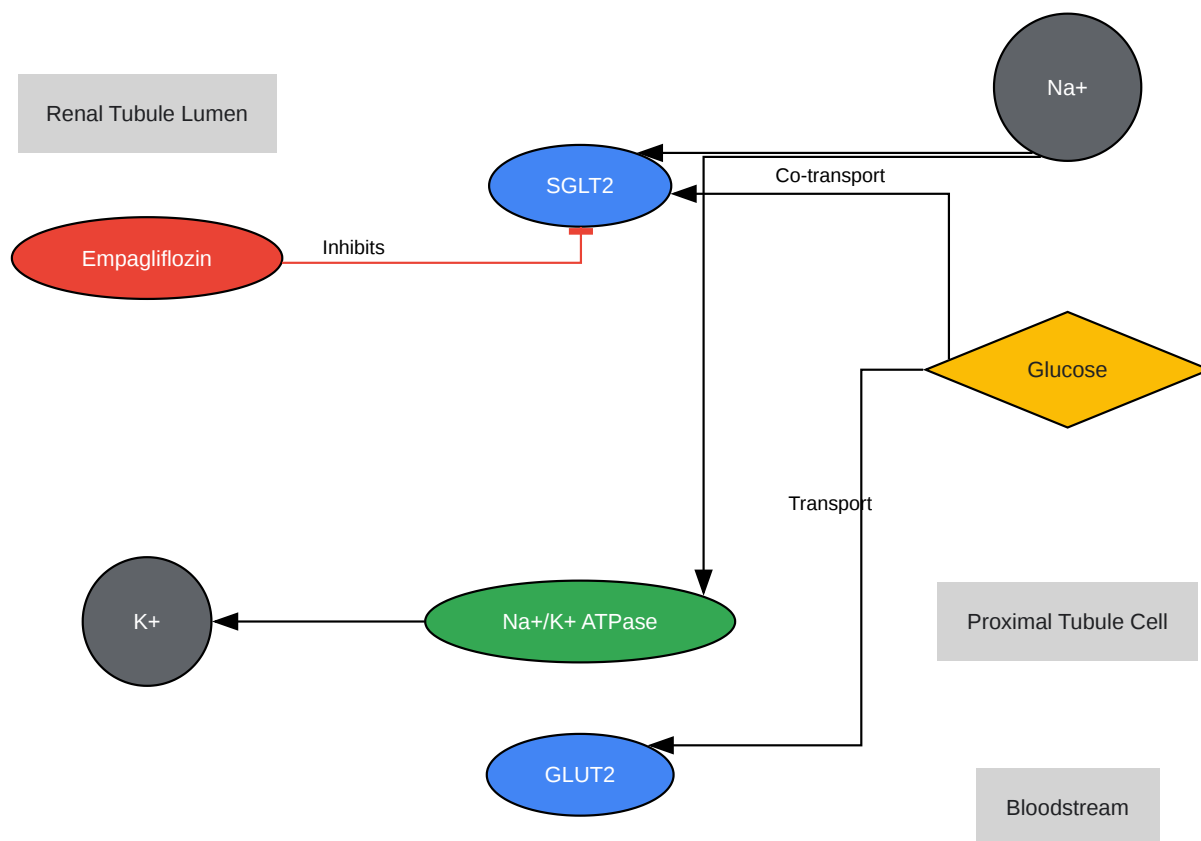 Na+
Renal Tubule Lumen
Co-transport
SGLT2
Inhibits
Empagliflozin
Glucose
Transport
K+
Na+/K+ ATPase
Proximal Tubule Cell
GLUT2
Bloodstream